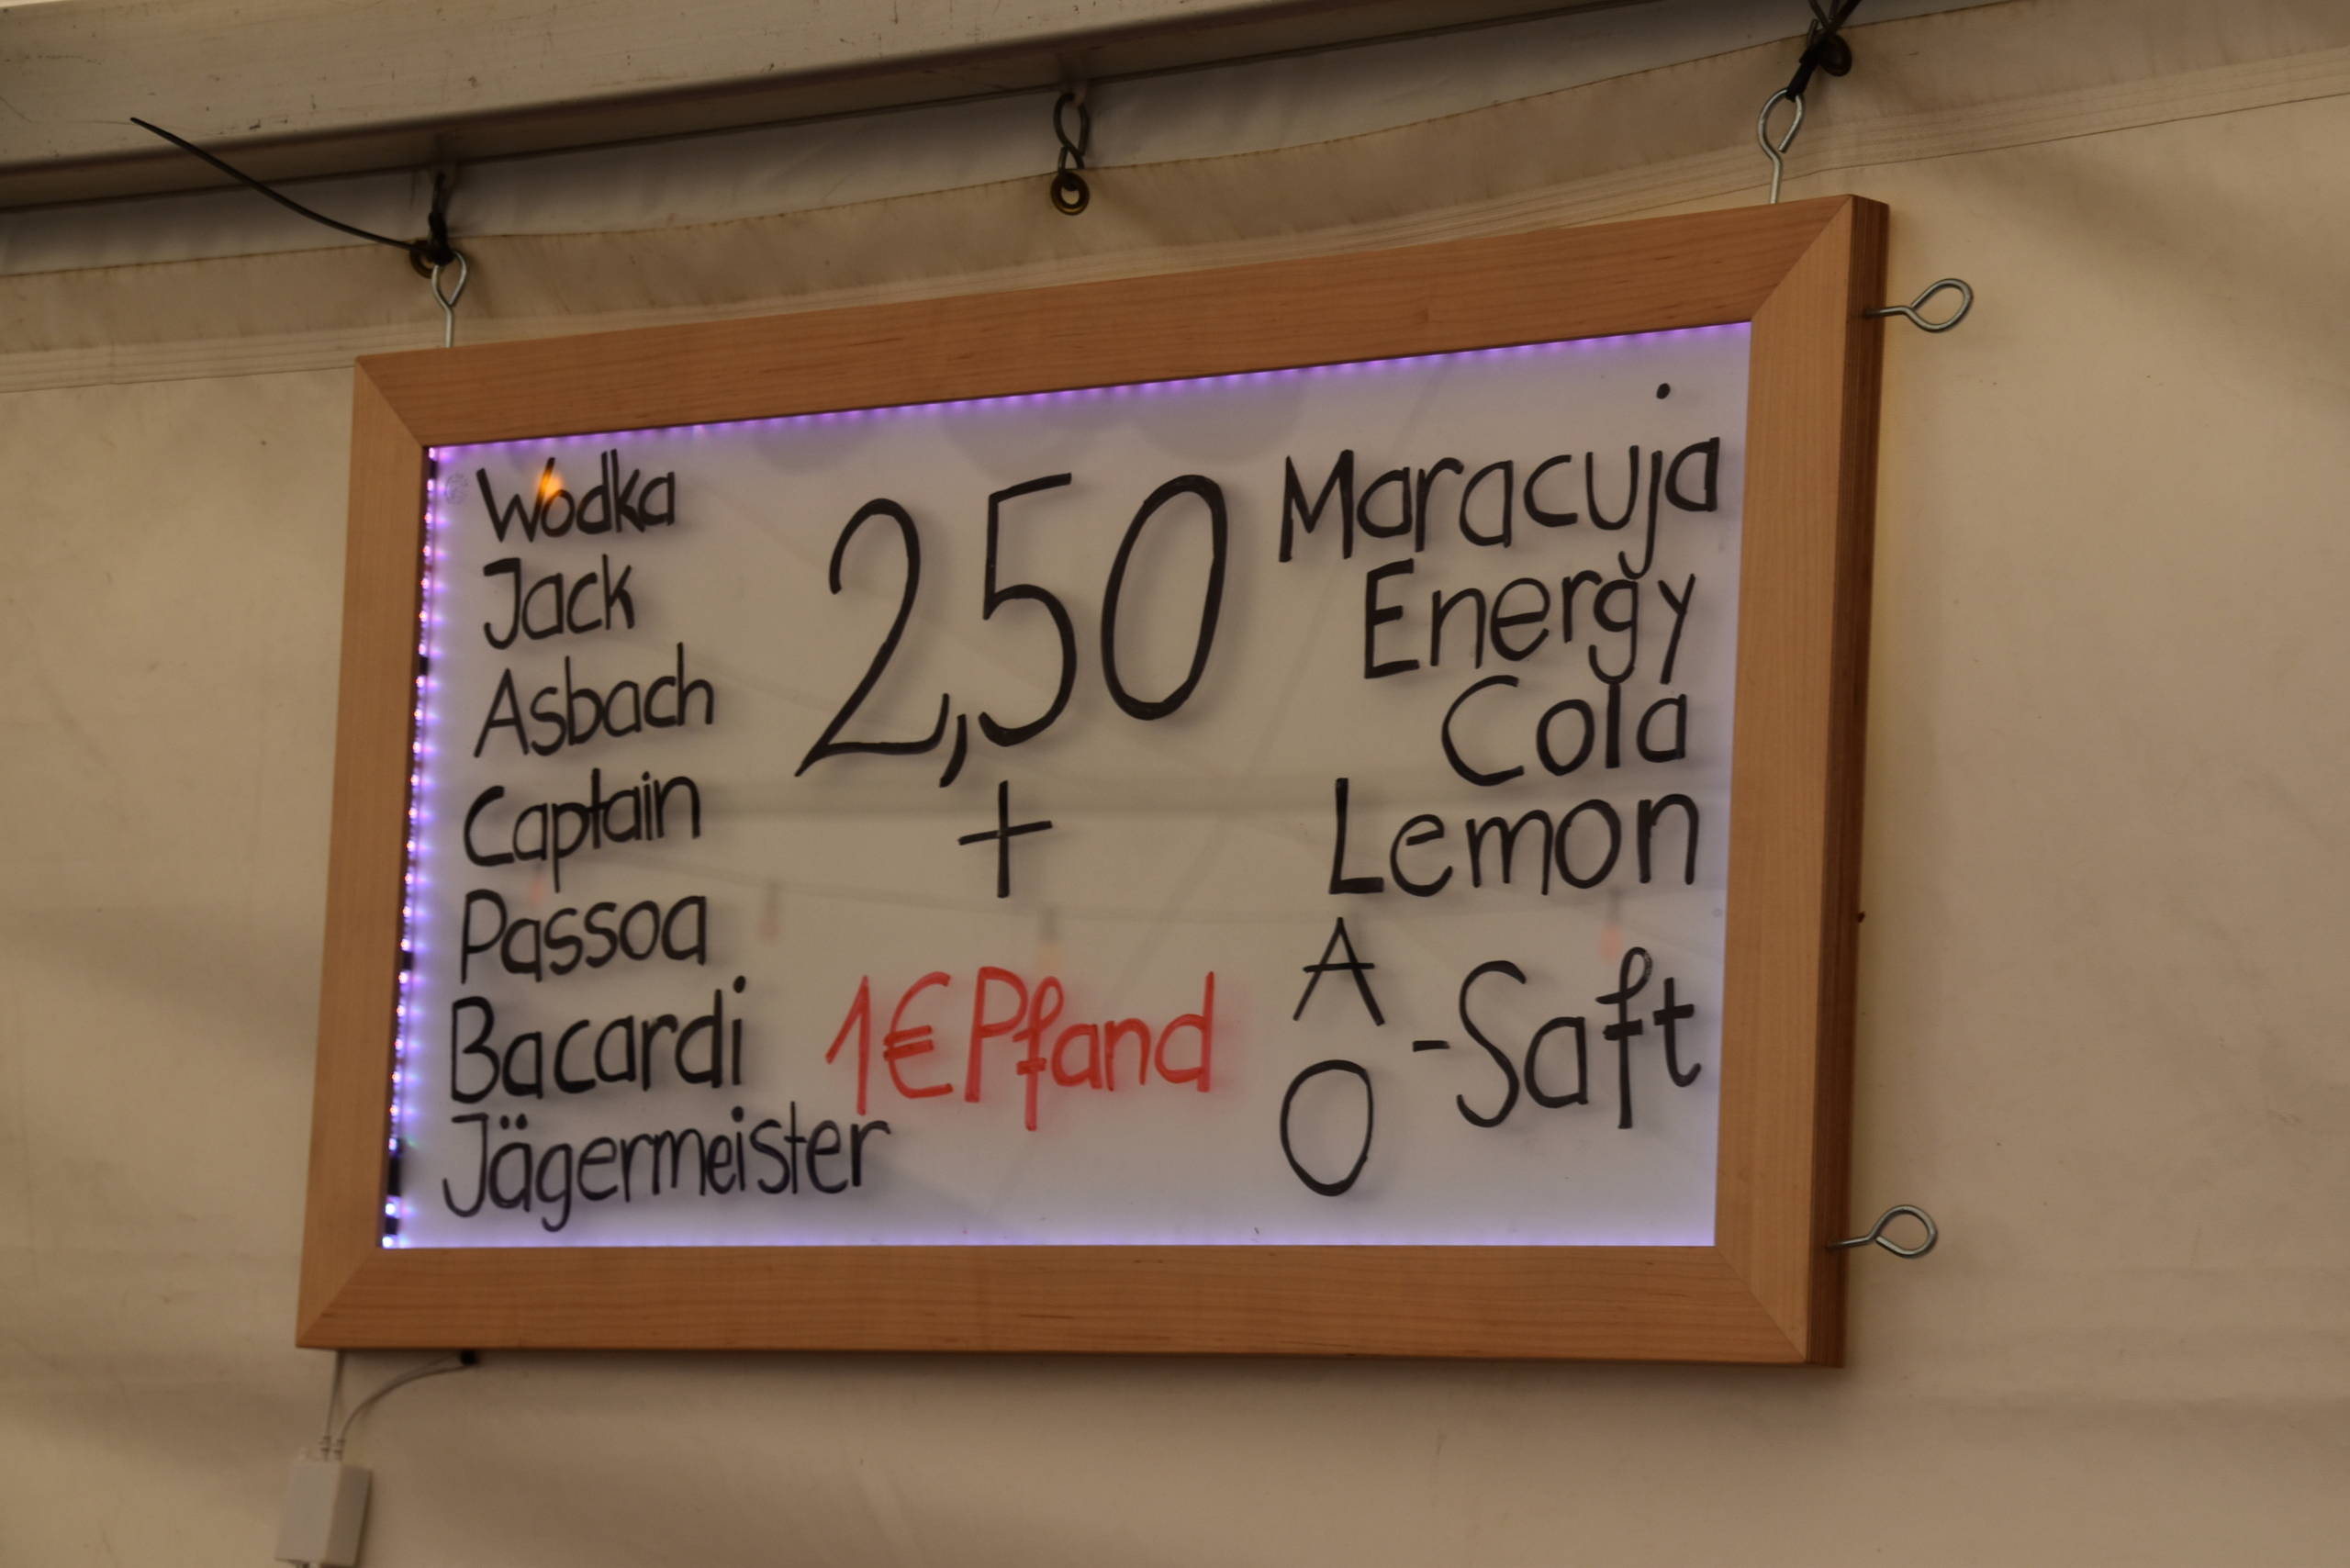 Wodka
Jack
Asbach
Captain
Passoa
Bacardi
Jägermeister
2,50
+
1€ Pfand
Maracuja
Energy
Cola
Lemon
A
O
-Saft